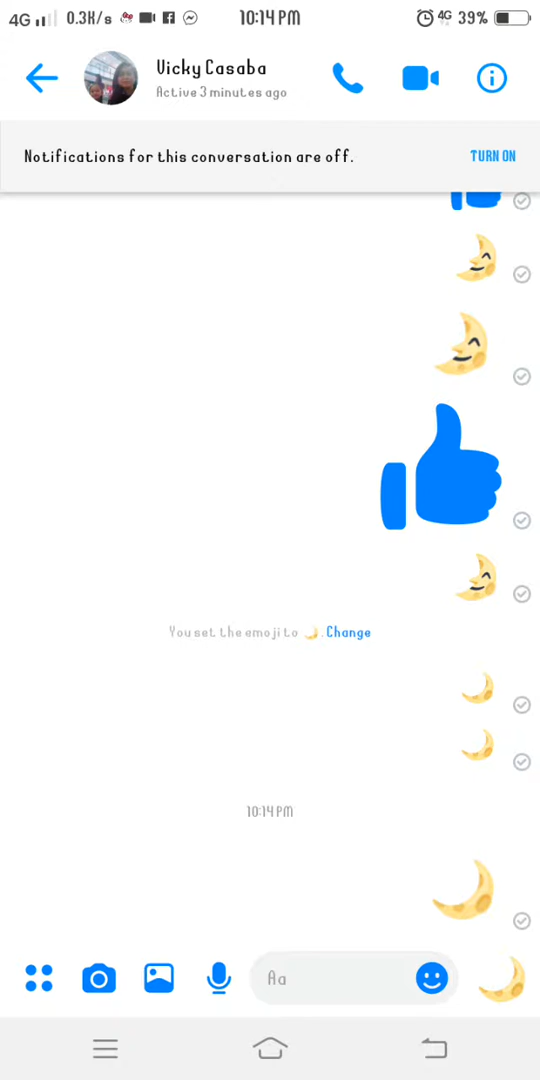 4G 0.3K/s 10:14 PM 4G 39%
Vicky Casaba
Active 3 minutes ago
Notifications for this conversation are off. TURN ON
You set the emoji to 🌙. Change
10:14 PM
Aa